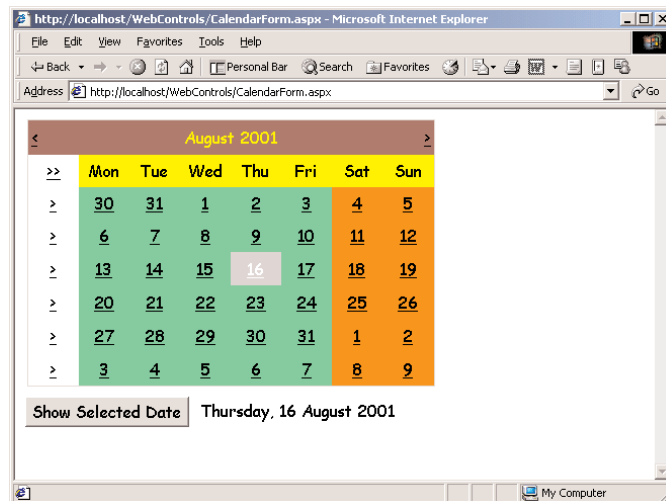 http://localhost/WebControls/CalendarForm.aspx - Microsoft Internet Explorer
File Edit View Favorites Tools Help
Back Personal Bar Search Favorites
Address http://localhost/WebControls/CalendarForm.aspx Go
< August 2001 >
>> Mon Tue Wed Thu Fri Sat Sun
> 30 31 1 2 3 4 5
> 6 7 8 9 10 11 12
> 13 14 15 16 17 18 19
> 20 21 22 23 24 25 26
> 27 28 29 30 31 1 2
> 3 4 5 6 7 8 9
Show Selected Date Thursday, 16 August 2001
My Computer